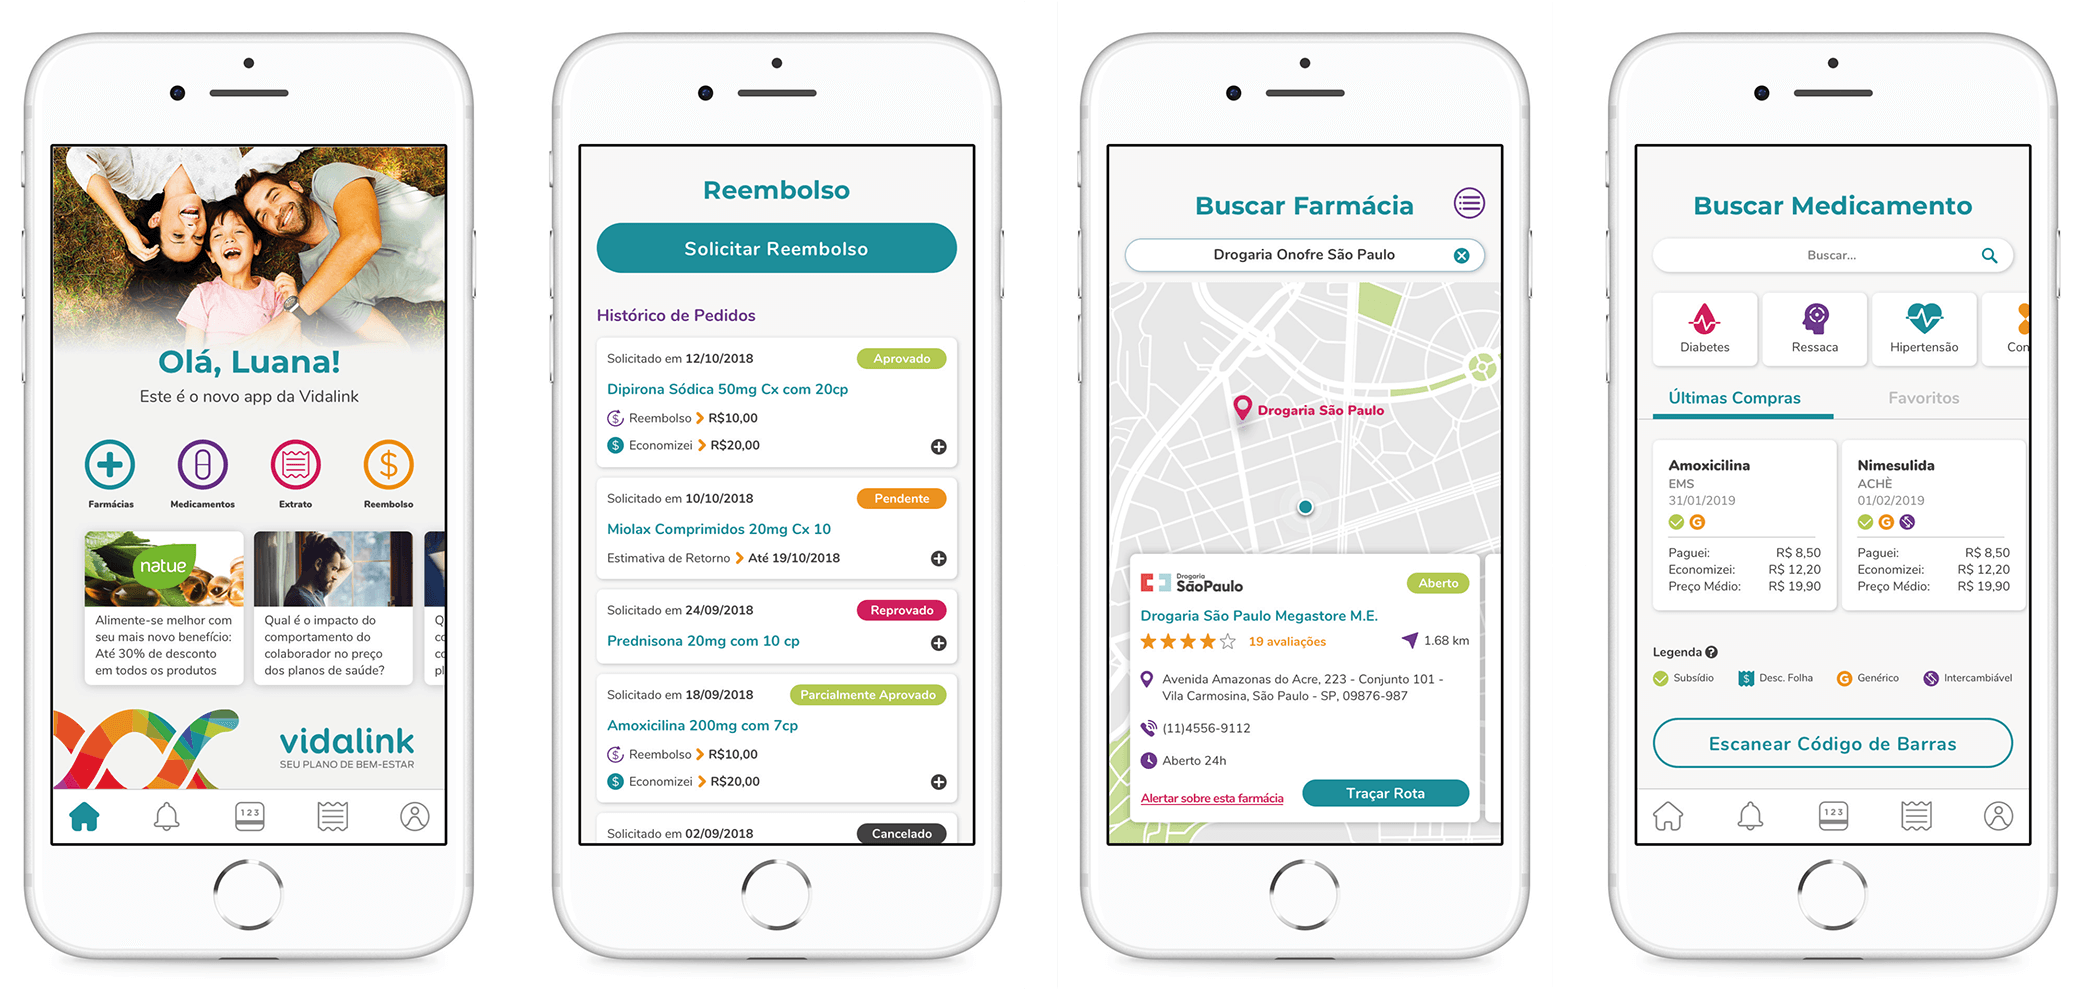 Olá, Luana!
Este é o novo app da Vidalink
Farmácias
Medicamentos
Extrato
Reembolso
natue
Alimente-se melhor com
seu mais novo benefício:
Até 30% de desconto
em todos os produtos
Qual é o impacto do
comportamento do
colaborador no preço
dos planos de saúde?
vidalink
SEU PLANO DE BEM-ESTAR
1 2 3
Reembolso
Solicitar Reembolso
Histórico de Pedidos
Solicitado em 12/10/2018
Aprovado
Dipirona Sódica 50mg Cx com 20cp
Reembolso R$10,00
Economizei R$20,00
Solicitado em 10/10/2018
Pendente
Miolax Comprimidos 20mg Cx 10
Estimativa de Retorno Até 19/10/2018
Solicitado em 24/09/2018
Reprovado
Prednisona 20mg com 10 cp
Solicitado em 18/09/2018
Parcialmente Aprovado
Amoxicilina 200mg com 7cp
Reembolso R$10,00
Economizei R$20,00
Solicitado em 02/09/2018
Cancelado
Buscar Farmácia
Drogaria Onofre São Paulo
Drogaria São Paulo
Drogaria
SãoPaulo
Aberto
Drogaria São Paulo Megastore M.E.
19 avaliações
1.68 km
Avenida Amazonas do Acre, 223 - Conjunto 101 -
Vila Carmosina, São Paulo - SP, 09876-987
(11)4556-9112
Aberto 24h
Alertar sobre esta farmácia
Traçar Rota
Buscar Medicamento
Buscar...
Diabetes
Ressaca
Hipertensão
Con
Últimas Compras
Favoritos
Amoxicilina
EMS
31/01/2019
G
Paguei: R$ 8,50
Economizei: R$ 12,20
Preço Médio: R$ 19,90
Nimesulida
ACHÈ
01/02/2019
G
Paguei: R$ 8,50
Economizei: R$ 12,20
Preço Médio: R$ 19,90
Legenda ?
Subsídio
$ Desc. Folha
G Genérico
Intercambiável
Escanear Código de Barras
1 2 3